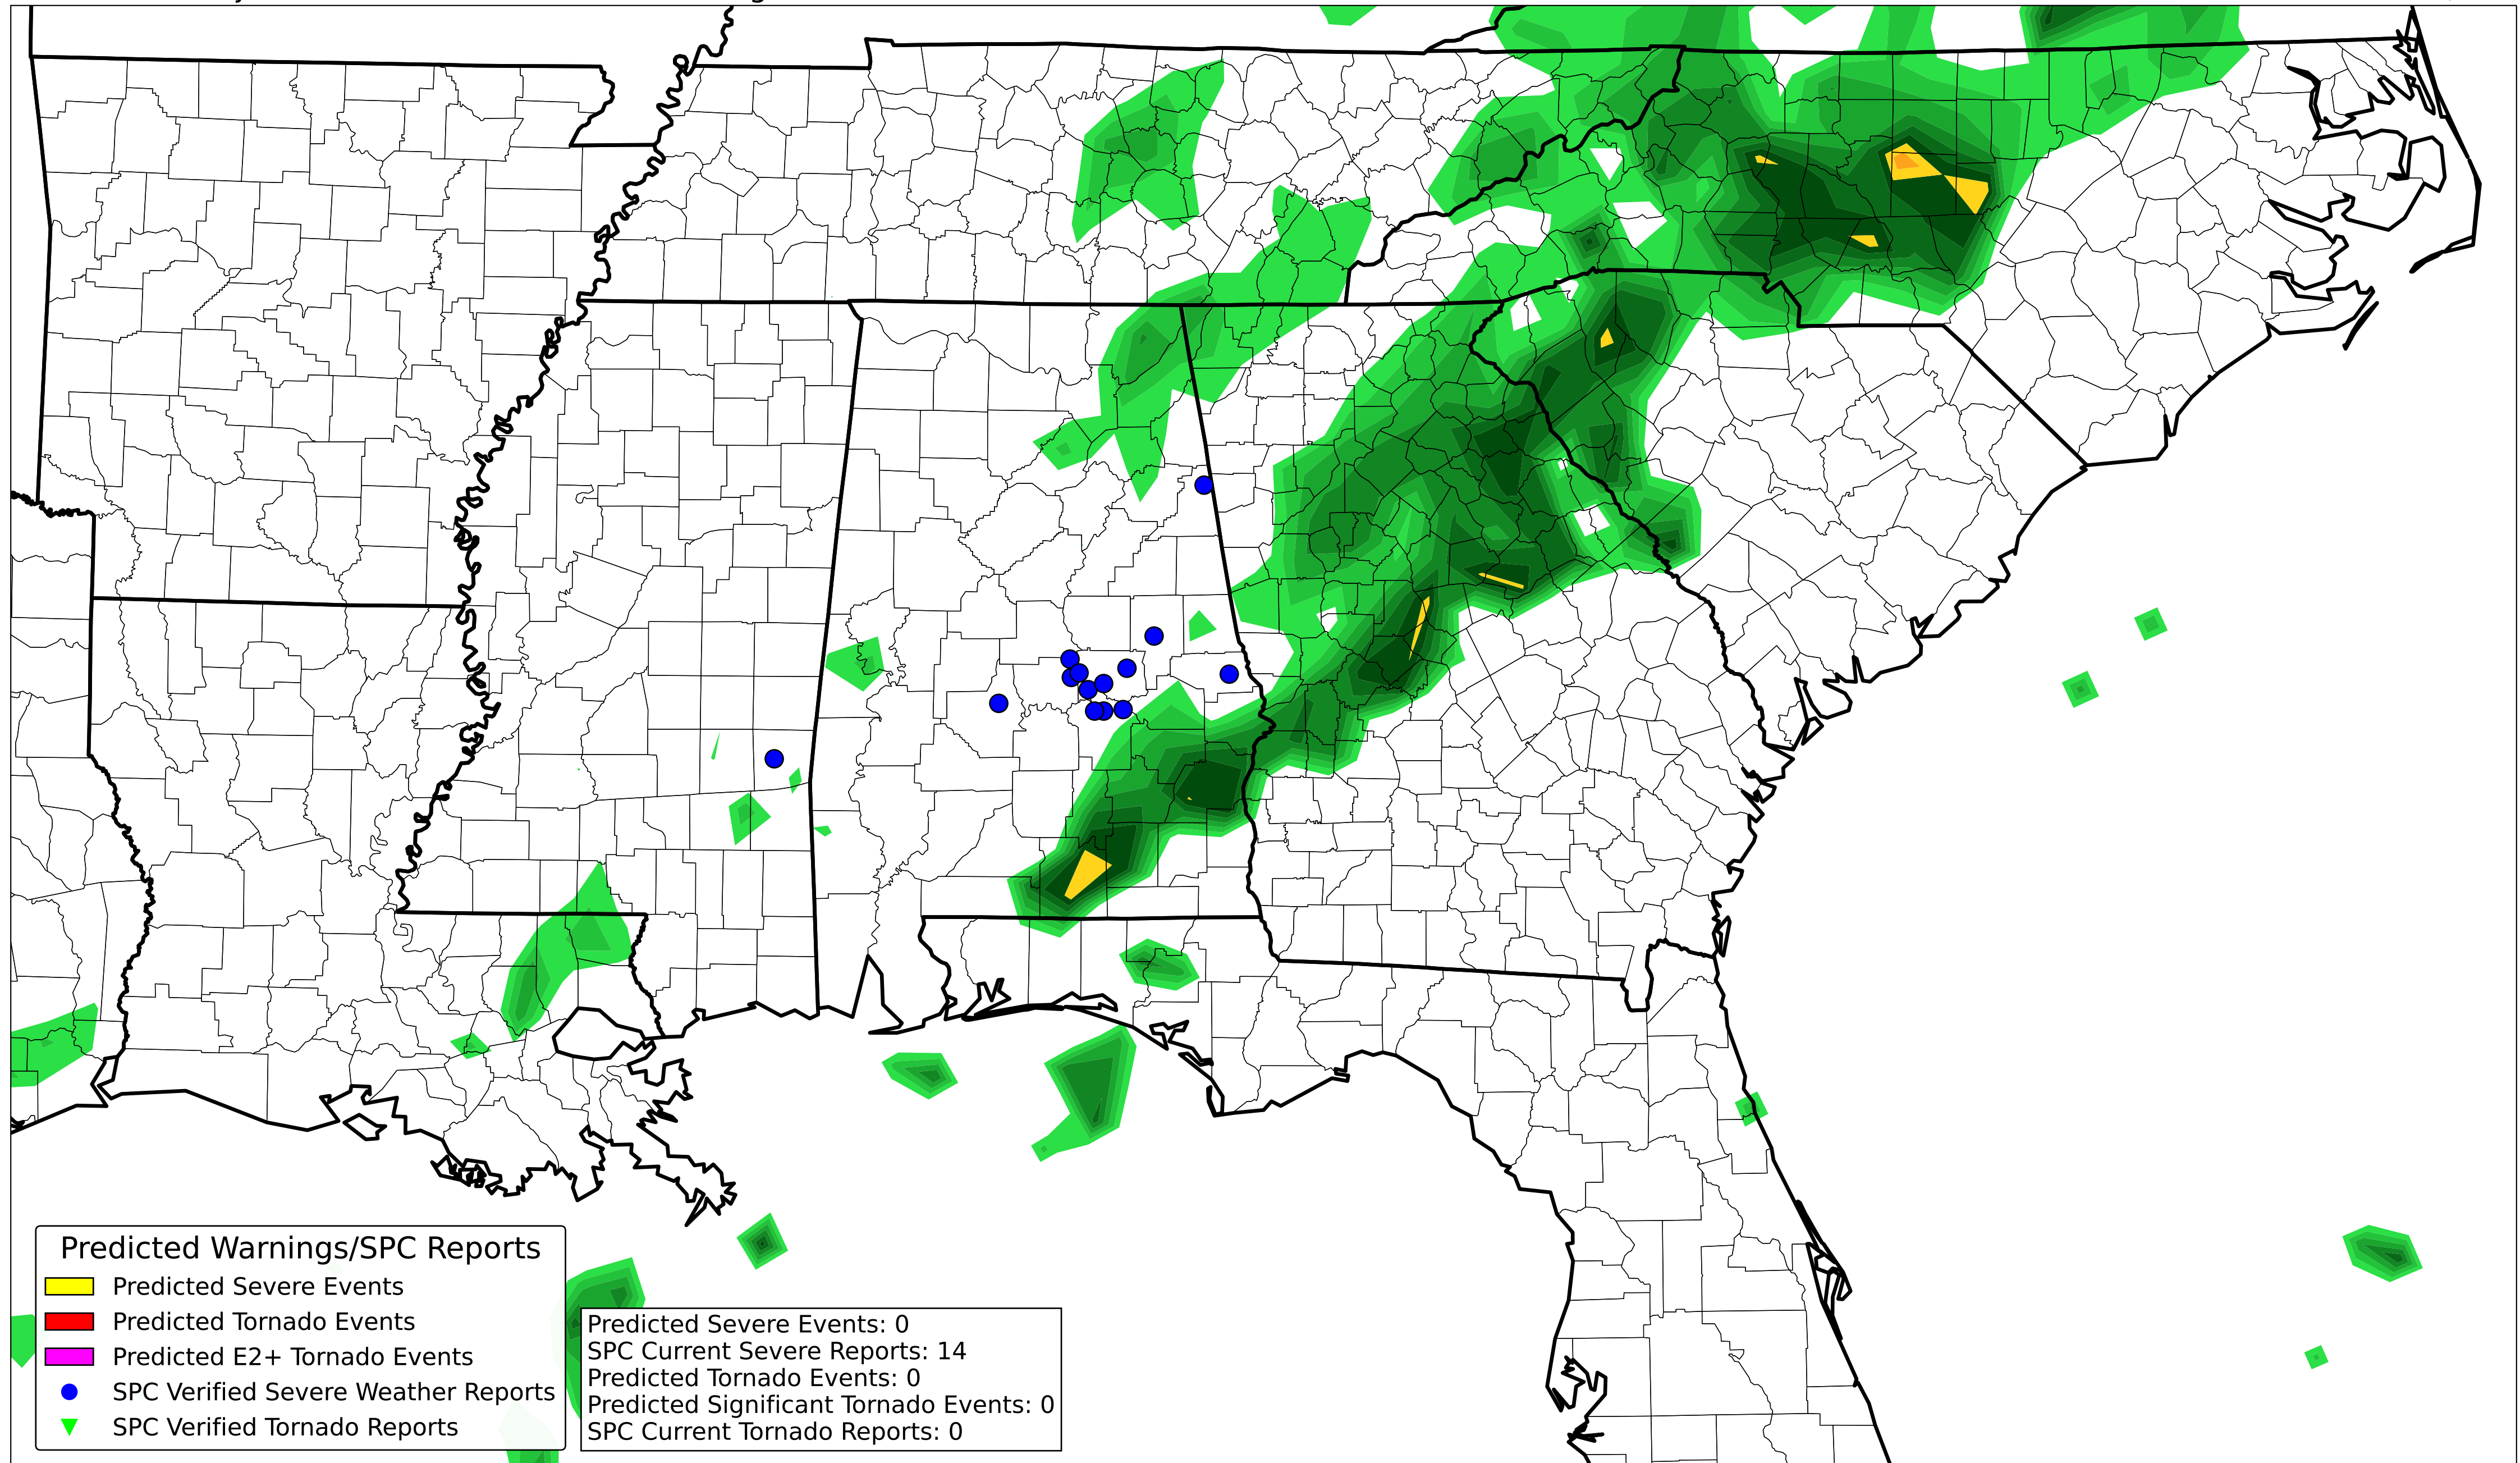 Predicted Warnings/SPC Reports
Predicted Severe Events
Predicted Tornado Events
Predicted E2+ Tornado Events
SPC Verified Severe Weather Reports
SPC Verified Tornado Reports
Predicted Severe Events: 0
SPC Current Severe Reports: 14
Predicted Tornado Events: 0
Predicted Significant Tornado Events: 0
SPC Current Tornado Reports: 0